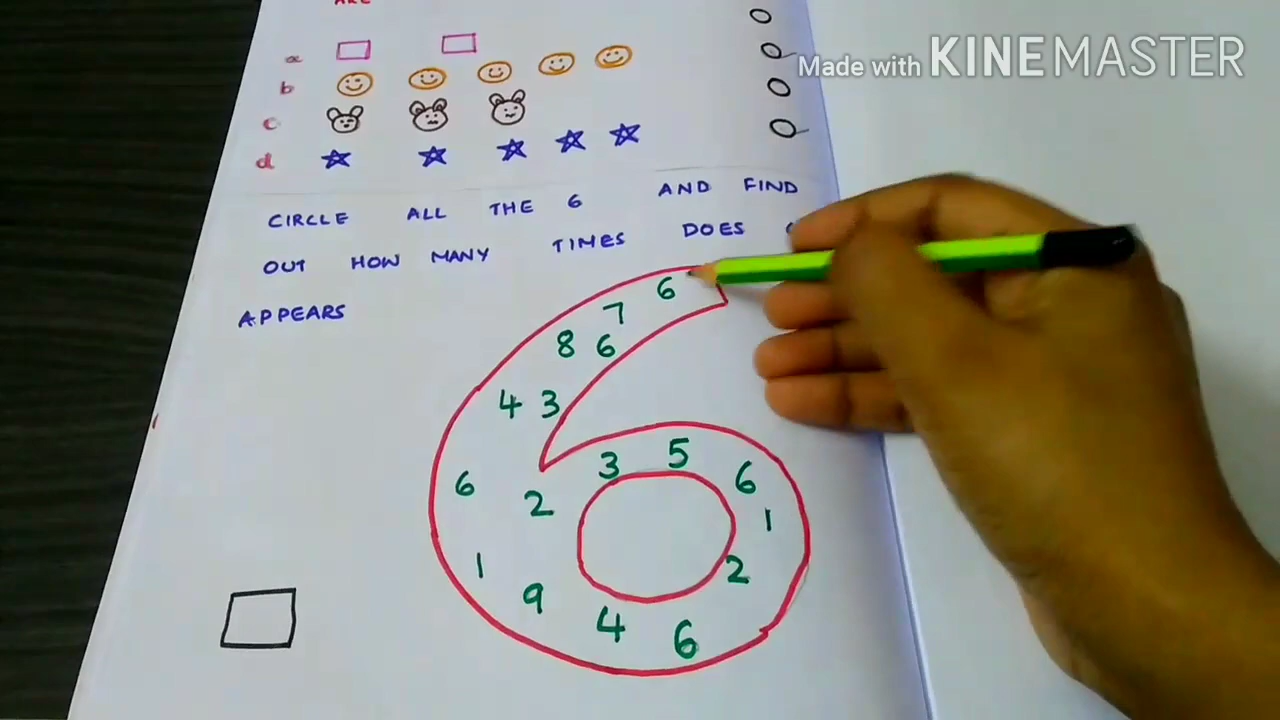 ARE
Made with KINEMASTER
a
b
c
d
CIRCLE ALL THE 6 AND FIND
OUT HOW MANY TIMES DOES
APPEARS
6
7
8 6
4 3
3 5
6 2 6
1
1 2
9
4 6